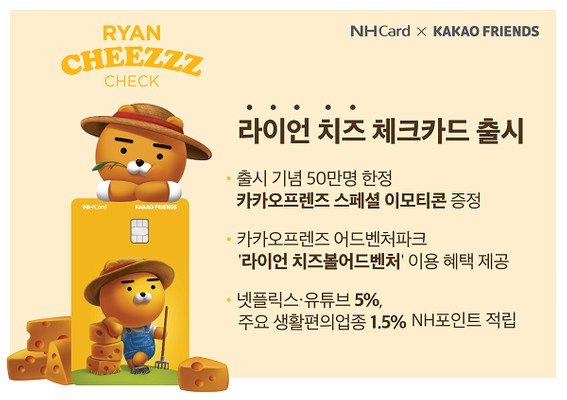 RYAN
CHEEZZZ
CHECK
NHCard × KAKAO FRIENDS
라이언 치즈 체크카드 출시
• 출시 기념 50만명 한정
카카오프렌즈 스페셜 이모티콘 증정
• 카카오프렌즈 어드벤처파크
'라이언 치즈볼어드벤처' 이용 혜택 제공
• 넷플릭스·유튜브 5%,
주요 생활편의업종 1.5% NH포인트 적립
NHCard KAKAO FRIENDS